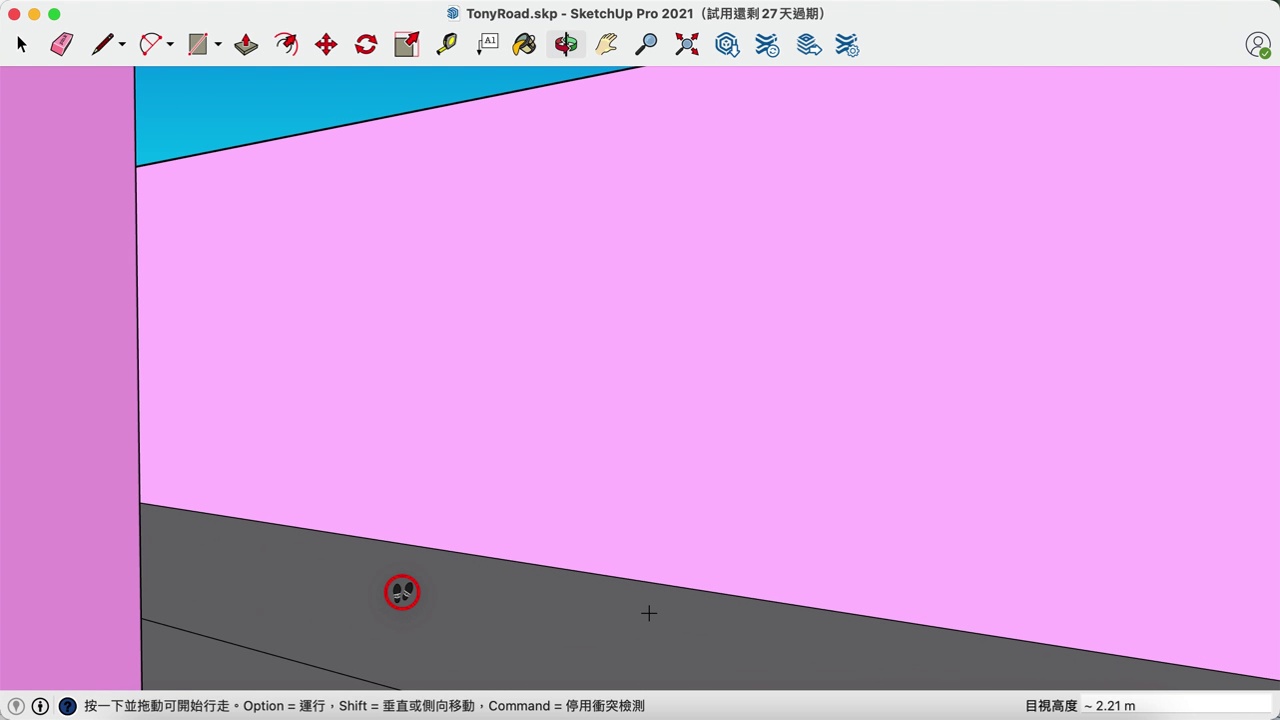 TonyRoad.skp - SketchUp Pro 2021（試用還剩 27 天過期）
A1
按一下並拖動可開始行走。Option = 運行，Shift = 垂直或側向移動，Command = 停用衝突檢測
目視高度 ~ 2.21 m